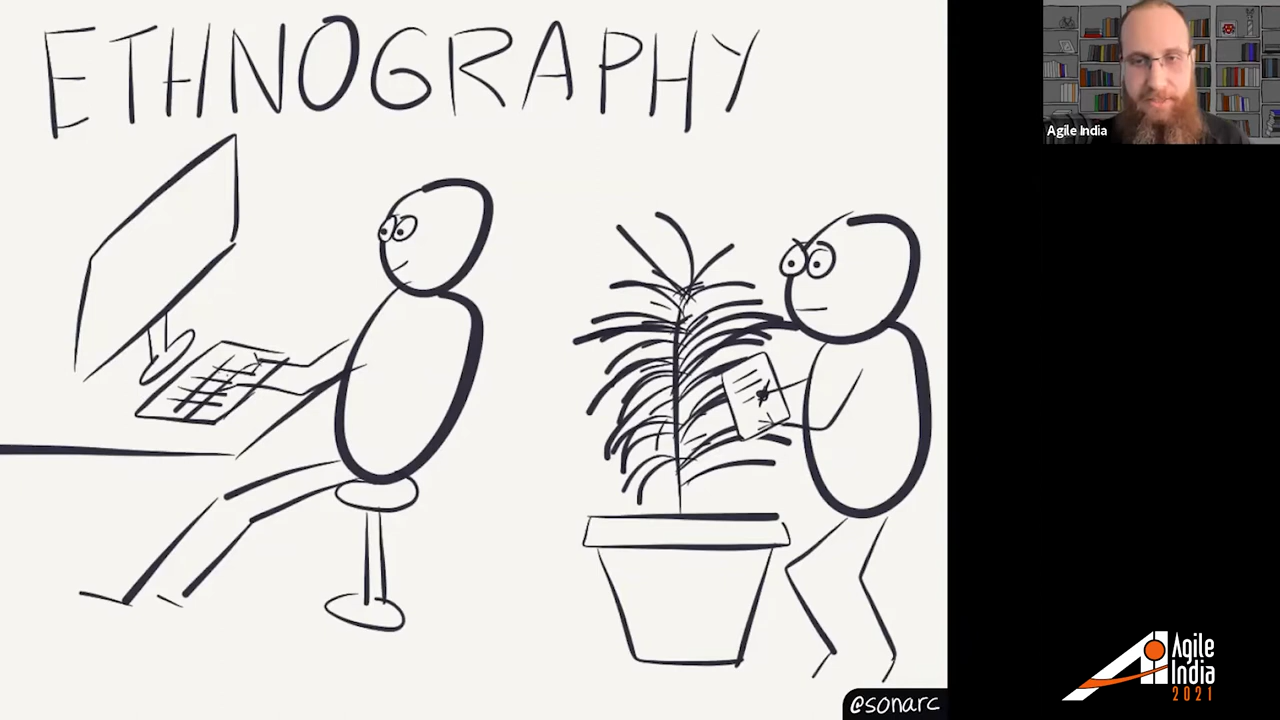 ETHNOGRAPHY
Agile India
@sonarc
Agile
India
2021